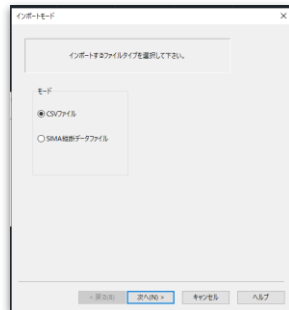 インポートモード
インポートするファイルタイプを選択して下さい。
モード
CSVファイル
SIMA縦断データファイル
< 戻る(B)
次へ(N) >
キャンセル
ヘルプ